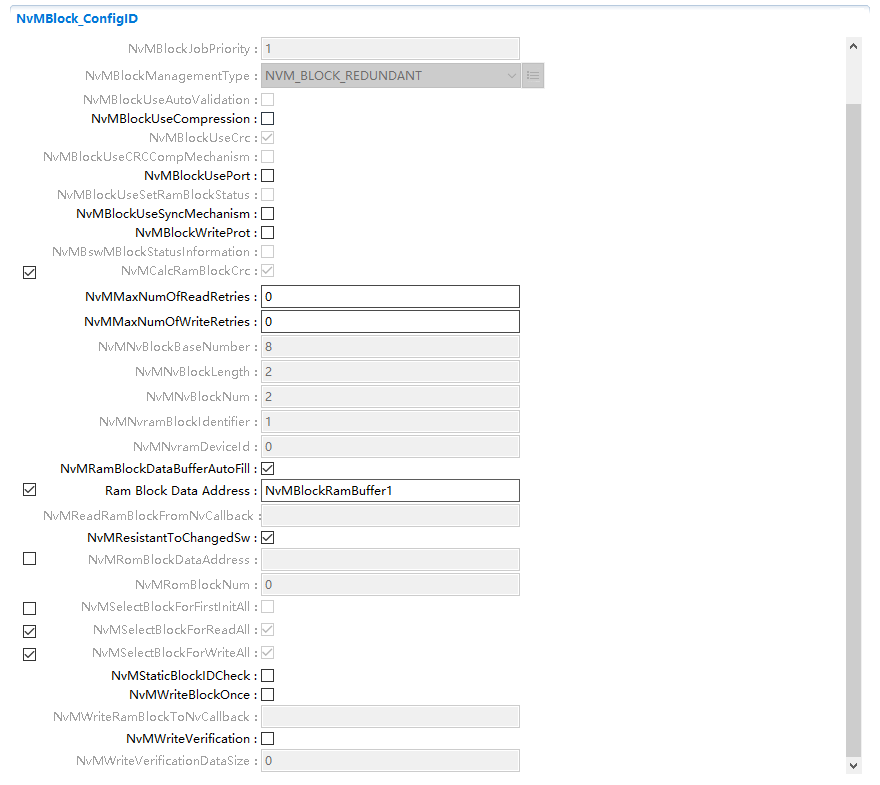 NvMBlock_ConfigID
NvMBlockJobPriority : 1
NvMBlockManagementType : NVM_BLOCK_REDUNDANT
NvMBlockUseAutoValidation :
NvMBlockUseCompression :
NvMBlockUseCrc :
NvMBlockUseCRCCompMechanism :
NvMBlockUsePort :
NvMBlockUseSetRamBlockStatus :
NvMBlockUseSyncMechanism :
NvMBlockWriteProt :
NvMBswMBlockStatusInformation :
NvMCalcRamBlockCrc :
NvMMaxNumOfReadRetries : 0
NvMMaxNumOfWriteRetries : 0
NvMNvBlockBaseNumber : 8
NvMNvBlockLength : 2
NvMNvBlockNum : 2
NvMNvramBlockIdentifier : 1
NvMNvramDeviceId : 0
NvMRamBlockDataBufferAutoFill :
Ram Block Data Address : NvMBlockRamBuffer1
NvMReadRamBlockFromNvCallback :
NvMResistantToChangedSw :
NvMRomBlockDataAddress :
NvMRomBlockNum : 0
NvMSelectBlockForFirstInitAll :
NvMSelectBlockForReadAll :
NvMSelectBlockForWriteAll :
NvMStaticBlockIDCheck :
NvMWriteBlockOnce :
NvMWriteRamBlockToNvCallback :
NvMWriteVerification :
NvMWriteVerificationDataSize : 0